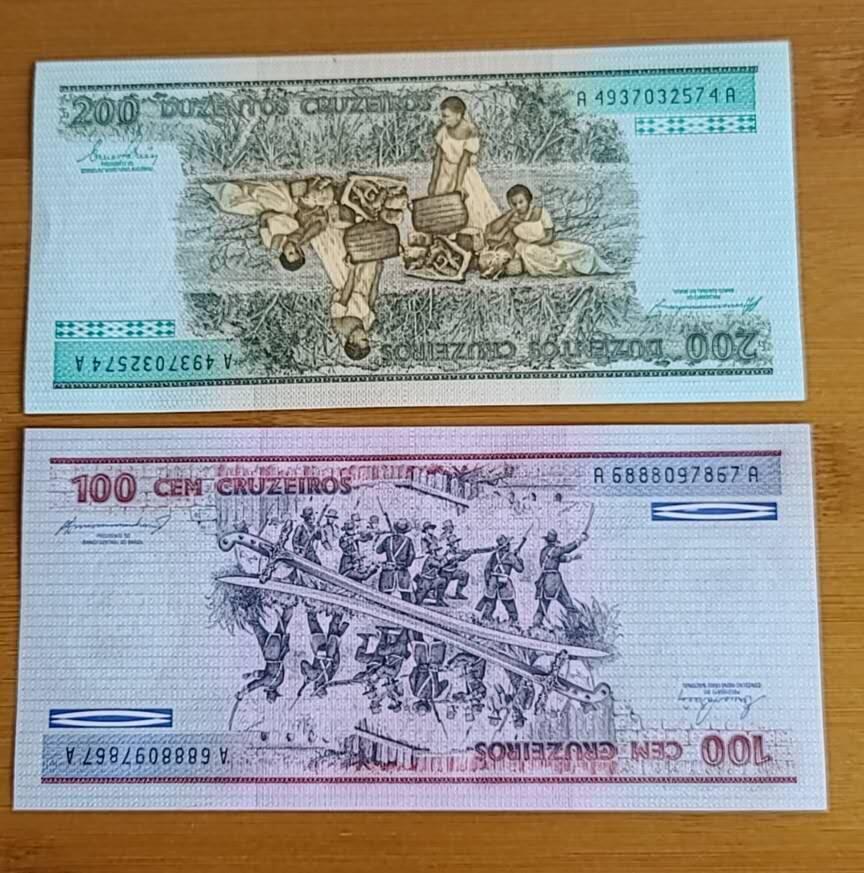 200 DUZENTOS CRUZEIROS
A 4937032574 A
A 4937032574 A
200 DUZENTOS CRUZEIROS
100 CEM CRUZEIROS
A 6888097867 A
A 6888097867 A
100 CEM CRUZEIROS